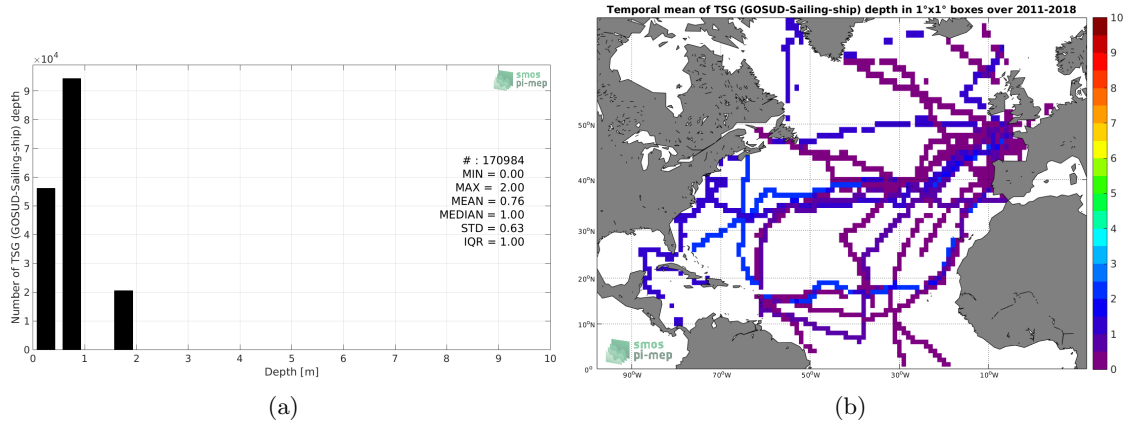 ×10⁴
9
8
7
6
5
4
3
2
1
0
Number of TSG (GOSUD-Sailing-ship) depth
smos
pi-mep
# : 170984
MIN = 0.00
MAX = 2.00
MEAN = 0.76
MEDIAN = 1.00
STD = 0.63
IQR = 1.00
0 1 2 3 4 5 6 7 8 9 10
Depth [m]
(a)
Temporal mean of TSG (GOSUD-Sailing-ship) depth in 1°x1° boxes over 2011-2018
50°N
40°N
30°N
20°N
10°N
0°
90°W 70°W 50°W 30°W 10°W
smos
pi-mep
10
9
8
7
6
5
4
3
2
1
0
(b)